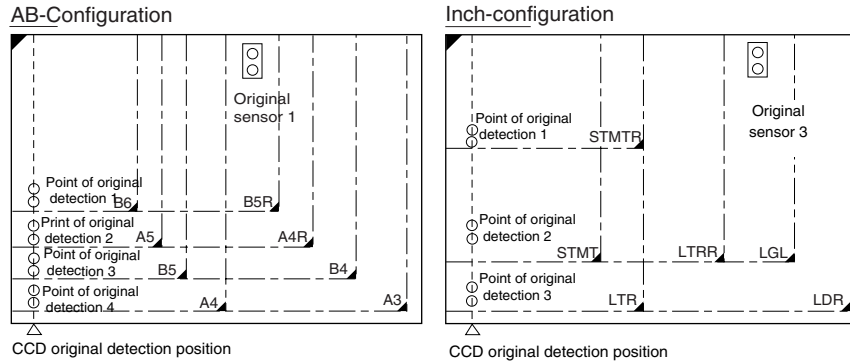 AB-Configuration
Original
sensor 1
Point of original
detection 1
B6
B5R
Print of original
detection 2
A5
A4R
Point of original
detection 3
B5
B4
Point of original
detection 4
A4
A3
CCD original detection position
Inch-configuration
Original
sensor 3
Point of original
detection 1
STMTR
Point of original
detection 2
STMT
LTRR
LGL
Point of original
detection 3
LTR
LDR
CCD original detection position